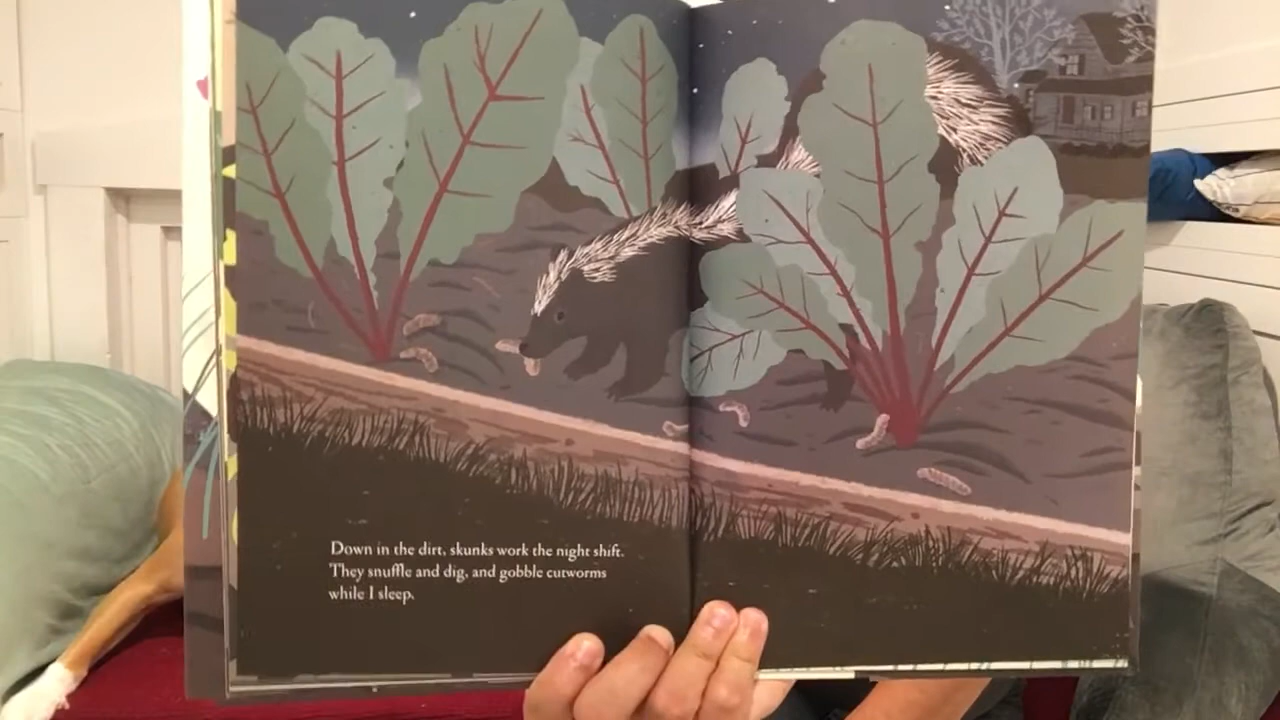 Down in the dirt, skunks work the night shift.
They snuffle and dig, and gobble cutworms
while I sleep.